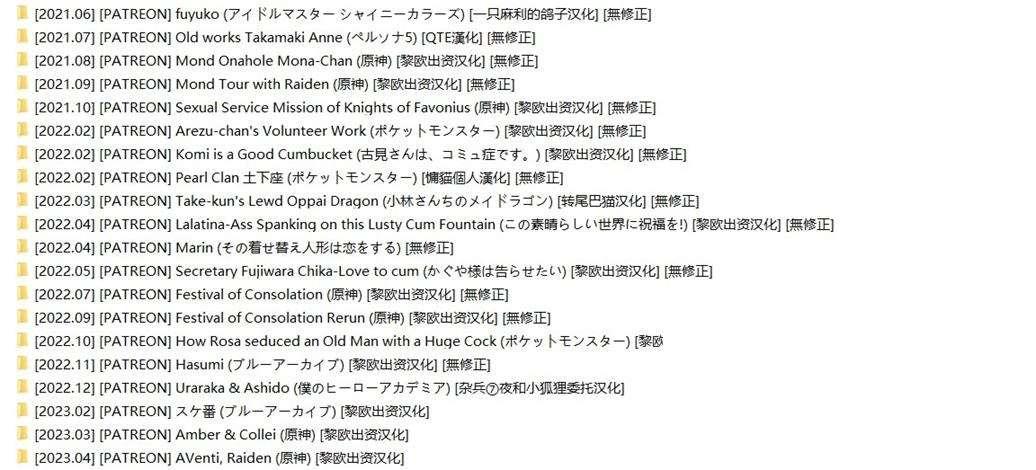 [2021.06] [PATREON] fuyuko (アイドルマスター シャイニーカラーズ) [一只麻利的鸽子汉化] [無修正]
[2021.07] [PATREON] Old works Takamaki Anne (ペルソナ5) [QTE漢化] [無修正]
[2021.08] [PATREON] Mond Onahole Mona-Chan (原神) [黎欧出资汉化] [無修正]
[2021.09] [PATREON] Mond Tour with Raiden (原神) [黎欧出资汉化] [無修正]
[2021.10] [PATREON] Sexual Service Mission of Knights of Favonius (原神) [黎欧出资汉化] [無修正]
[2022.02] [PATREON] Arezu-chan's Volunteer Work (ポケットモンスター) [黎欧出资汉化] [無修正]
[2022.02] [PATREON] Komi is a Good Cumbucket (古見さんは、コミュ症です。) [黎欧出资汉化] [無修正]
[2022.02] [PATREON] Pearl Clan 土下座 (ポケットモンスター) [慵貓個人漢化] [無修正]
[2022.03] [PATREON] Take-kun's Lewd Oppai Dragon (小林さんちのメイドラゴン) [转尾巴猫汉化] [無修正]
[2022.04] [PATREON] Lalatina-Ass Spanking on this Lusty Cum Fountain (この素晴らしい世界に祝福を!) [黎欧出资汉化] [無修正]
[2022.04] [PATREON] Marin (その着せ替え人形は恋をする) [無修正]
[2022.05] [PATREON] Secretary Fujiwara Chika-Love to cum (かぐや様は告らせたい) [黎欧出资汉化] [無修正]
[2022.07] [PATREON] Festival of Consolation (原神) [黎欧出资汉化] [無修正]
[2022.09] [PATREON] Festival of Consolation Rerun (原神) [黎欧出资汉化] [無修正]
[2022.10] [PATREON] How Rosa seduced an Old Man with a Huge Cock (ポケットモンスター) [黎
[2022.11] [PATREON] Hasumi (ブルーアーカイブ) [黎欧出资汉化] [無修正]
[2022.12] [PATREON] Uraraka & Ashido (僕のヒーローアカデミア) [杂兵⑦夜和小狐狸委托汉化]
[2023.02] [PATREON] スケ番 (ブルーアーカイブ) [黎欧出资汉化]
[2023.03] [PATREON] Amber & Collei (原神) [黎欧出资汉化]
[2023.04] [PATREON] AVenti, Raiden (原神) [黎欧出资汉化]